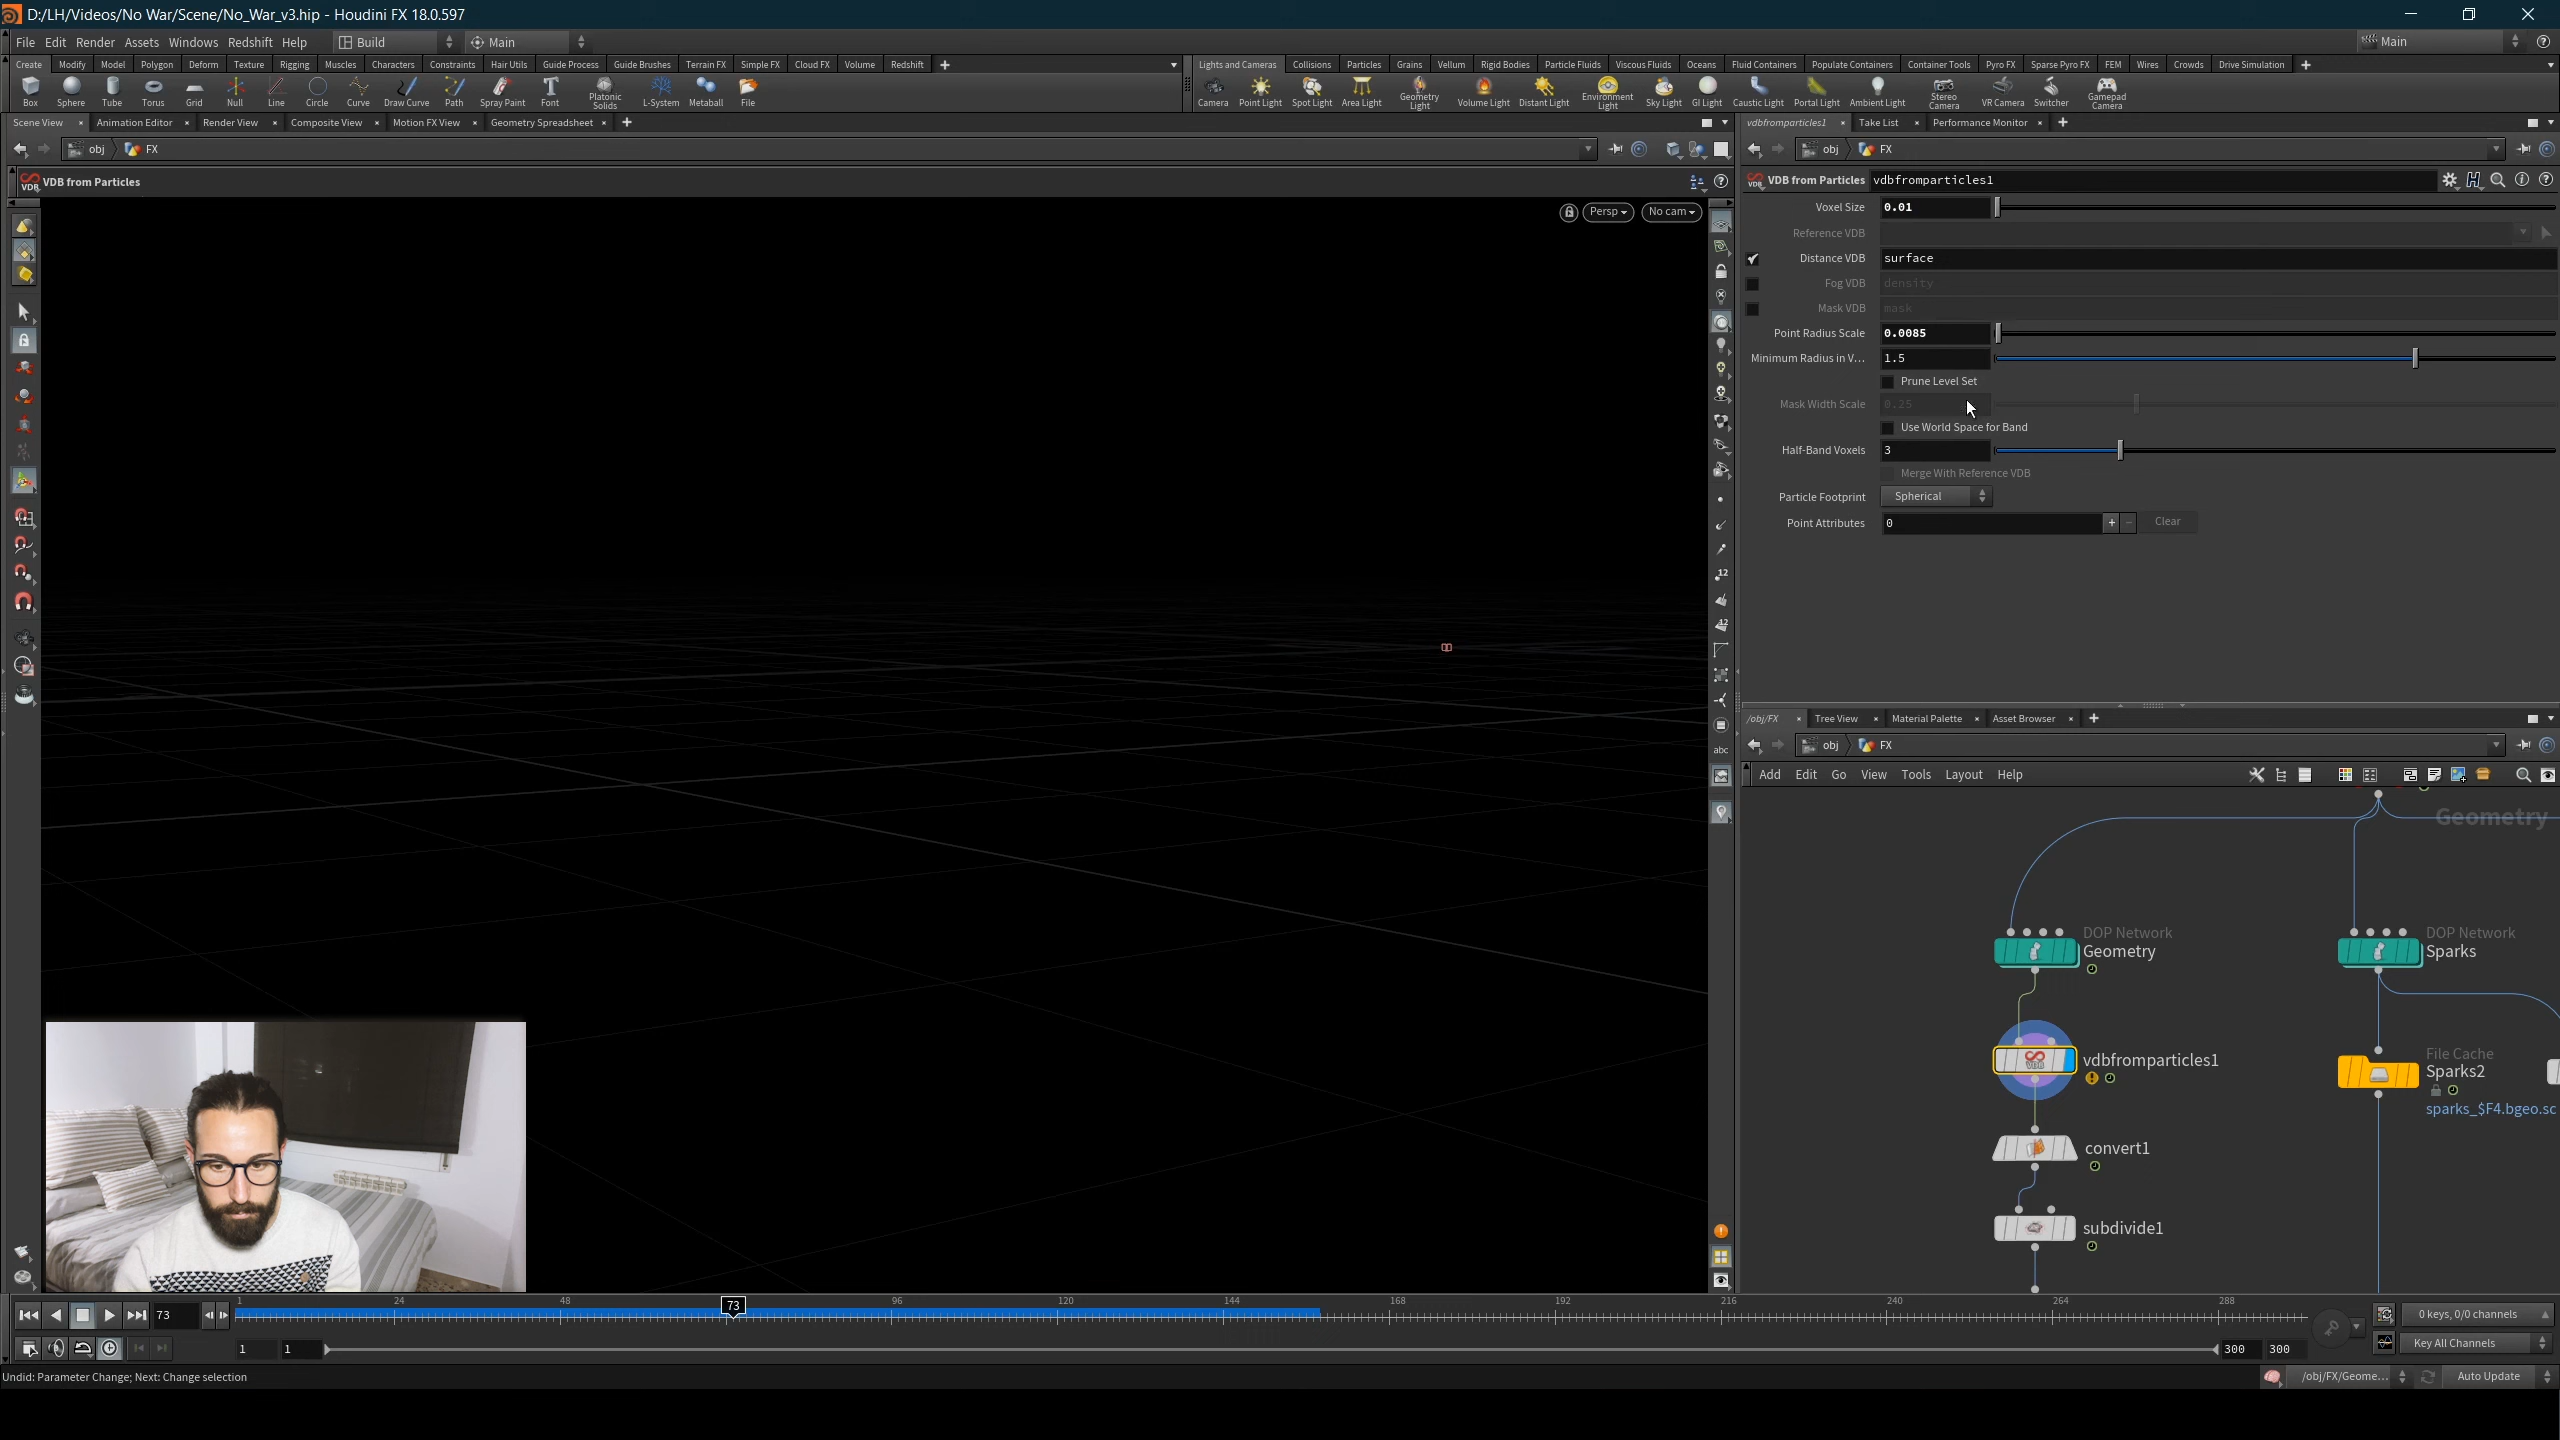 D:/LH/Videos/No War/Scene/No_War_v3.hip - Houdini FX 18.0.597
File Edit Render Assets Windows Redshift Help Build Main Main
Create Modify Model Polygon Deform Texture Rigging Muscles Characters Constraints Hair Utils Guide Process Guide Brushes Terrain FX Simple FX Cloud FX Volume Redshift
Lights and Cameras Collisions Particles Grains Vellum Rigid Bodies Particle Fluids Viscous Fluids Oceans Fluid Containers Populate Containers Container Tools Pyro FX Sparse Pyro FX FEM Wires Crowds Drive Simulation
Box Sphere Tube Torus Grid Null Line Circle Curve Draw Curve Path Spray Paint Font Platonic Solids L-System Metaball File
Camera Point Light Spot Light Area Light Geometry Light Volume Light Distant Light Environment Light Sky Light GI Light Caustic Light Portal Light Ambient Light Stereo Camera VR Camera Switcher Gamepad Camera
Scene View Animation Editor Render View Composite View Motion FX View Geometry Spreadsheet
vdbfromparticles1 Take List Performance Monitor
obj FX
obj FX
VDB from Particles
VDB from Particles vdbfromparticles1
Persp No cam
Voxel Size 0.01
Reference VDB
Distance VDB surface
Fog VDB density
Mask VDB mask
Point Radius Scale 0.0085
Minimum Radius in V... 1.5
Prune Level Set
Mask Width Scale 0.25
Use World Space for Band
Half-Band Voxels 3
Merge With Reference VDB
Particle Footprint Spherical
Point Attributes 0 + - Clear
/obj/FX Tree View Material Palette Asset Browser
obj FX
Add Edit Go View Tools Layout Help
Geometry
DOP Network
Geometry
DOP Network
Sparks
vdbfromparticles1
File Cache
Sparks2
sparks_$F4.bgeo.sc
convert1
subdivide1
12
12
abc
73
1 24 48 73 96 120 144 168 192 216 240 264 288
0 keys, 0/0 channels
1 1 300 300
Key All Channels
Undid: Parameter Change; Next: Change selection
/obj/FX/Geome... Auto Update